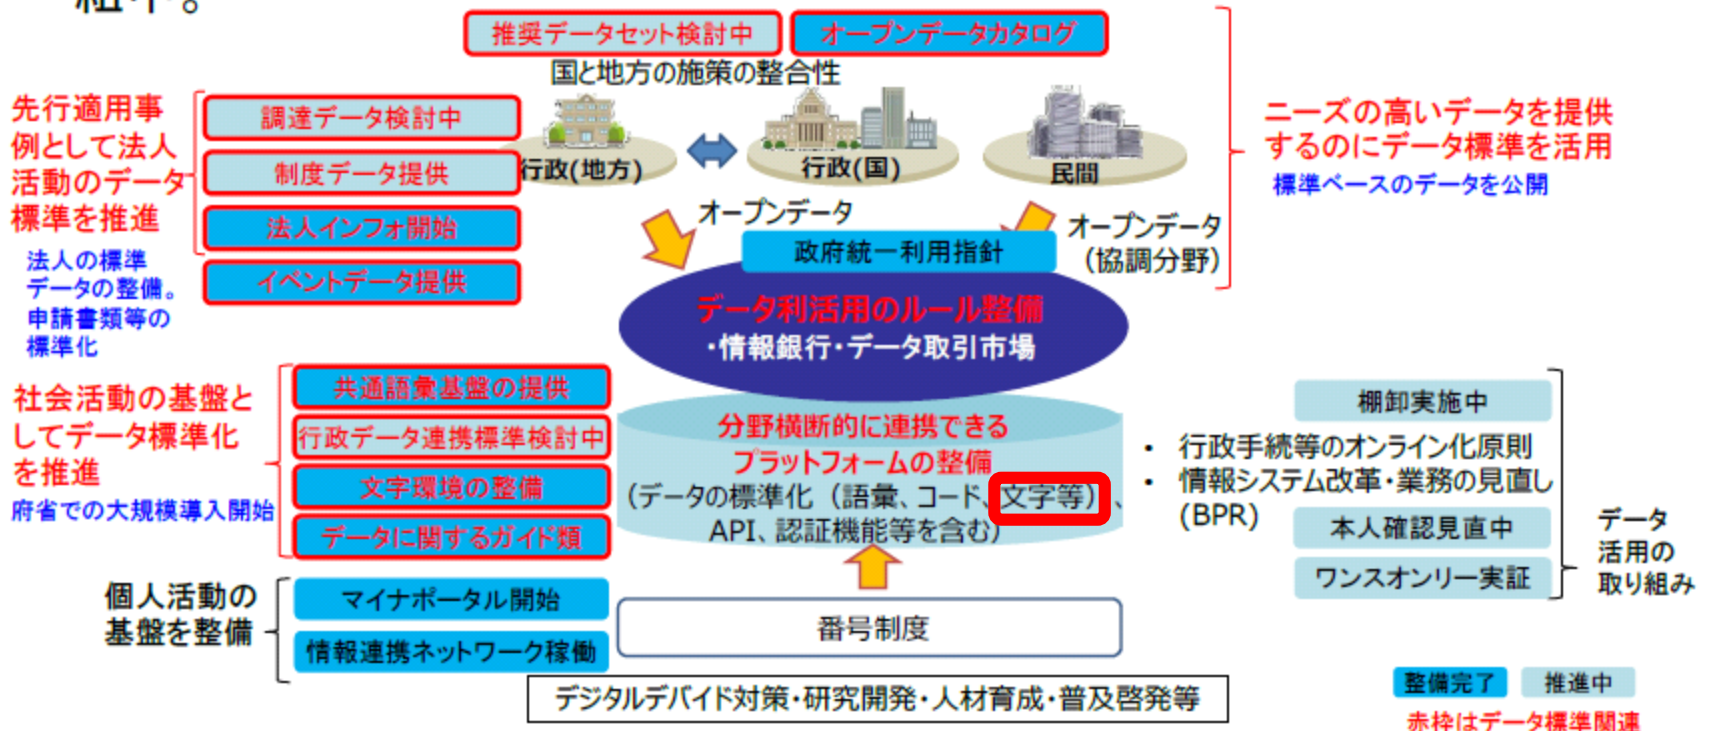 推奨データセット検討中
オープンデータカタログ
国と地方の施策の整合性
先行適用事
例として法人
活動のデータ
標準を推進
法人の標準
データの整備。
申請書類等の
標準化
調達データ検討中
制度データ提供
法人インフォ開始
イベントデータ提供
行政(地方)
行政(国)
民間
ニーズの高いデータを提供
するのにデータ標準を活用
標準ベースのデータを公開
オープンデータ
オープンデータ
(協調分野)
政府統一利用指針
データ利活用のルール整備
・情報銀行・データ取引市場
社会活動の基盤と
してデータ標準化
を推進
府省での大規模導入開始
共通語彙基盤の提供
行政データ連携標準検討中
文字環境の整備
データに関するガイド類
分野横断的に連携できる
プラットフォームの整備
(データの標準化 (語彙、コード、文字等)、
API、認証機能等を含む)
棚卸実施中
• 行政手続等のオンライン化原則
• 情報システム改革・業務の見直し
(BPR)
本人確認見直中
ワンスオンリー実証
データ
活用の
取り組み
個人活動の
基盤を整備
マイナポータル開始
情報連携ネットワーク稼働
番号制度
デジタルデバイド対策・研究開発・人材育成・普及啓発等
整備完了
推進中
赤枠はデータ標準関連